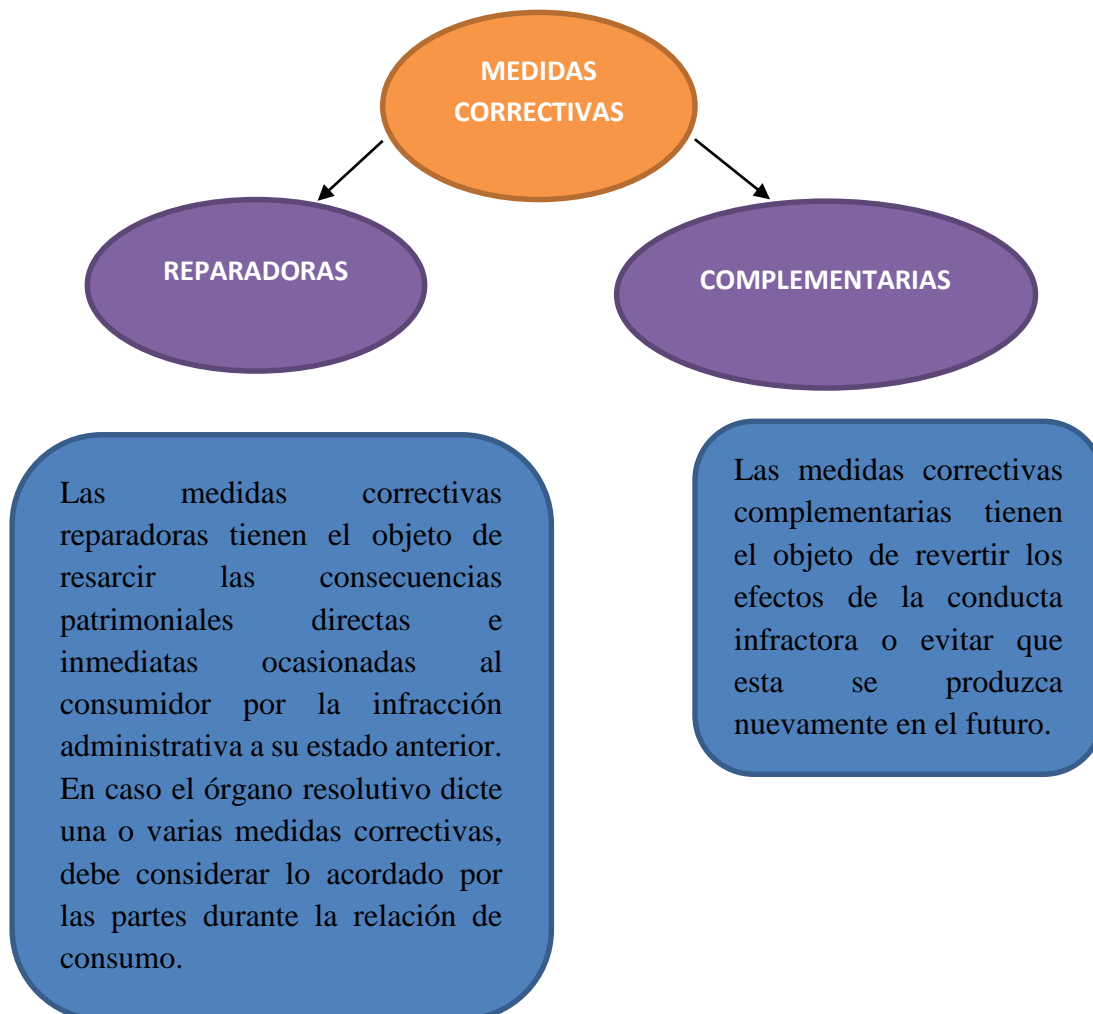 MEDIDAS
CORRECTIVAS
REPARADORAS
COMPLEMENTARIAS
Las medidas correctivas
reparadoras tienen el objeto de
resarcir las consecuencias
patrimoniales directas e
inmediatas ocasionadas al
consumidor por la infracción
administrativa a su estado anterior.
En caso el órgano resolutivo dicte
una o varias medidas correctivas,
debe considerar lo acordado por
las partes durante la relación de
consumo.
Las medidas correctivas
complementarias tienen
el objeto de revertir los
efectos de la conducta
infractora o evitar que
esta se produzca
nuevamente en el futuro.